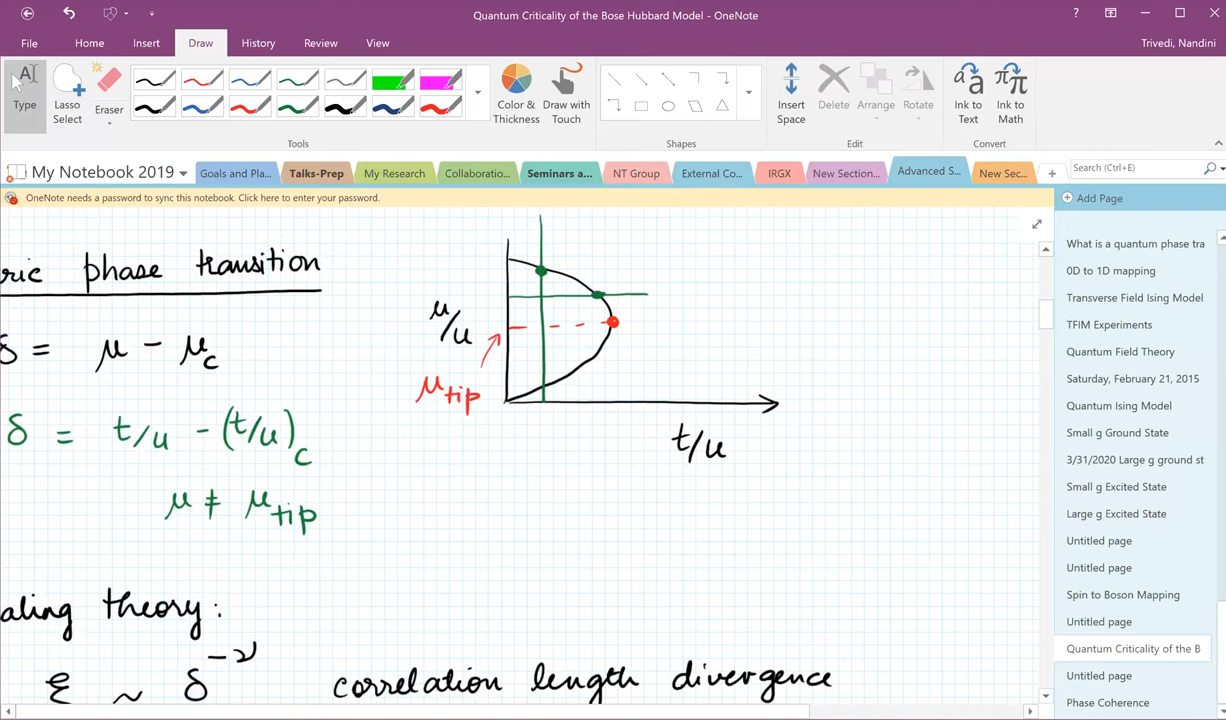 Quantum Criticality of the Bose Hubbard Model - OneNote
Trivedi, Nandini
File Home Insert Draw History Review View
Type
Lasso Select
Eraser
Color & Thickness
Draw with Touch
Insert Space
Delete
Arrange
Rotate
Ink to Text
Ink to Math
Tools Shapes Edit Convert
My Notebook 2019 Goals and Pla... Talks-Prep My Research Collaboratio... Seminars a... NT Group External Co... IRGX New Section... Advanced S... New Sec... Search (Ctrl+E)
OneNote needs a password to sync this notebook. Click here to enter your password.
ric phase transition
δ = μ - μc
δ = t/u - (t/u)c
μ ≠ μtip
aling theory:
ξ ~ δ^-ν correlation length divergence
μ/u
μtip
t/u
Add Page
What is a quantum phase tra
0D to 1D mapping
Transverse Field Ising Model
TFIM Experiments
Quantum Field Theory
Saturday, February 21, 2015
Quantum Ising Model
Small g Ground State
3/31/2020 Large g ground st
Small g Excited State
Large g Excited State
Untitled page
Untitled page
Spin to Boson Mapping
Untitled page
Quantum Criticality of the B
Untitled page
Phase Coherence